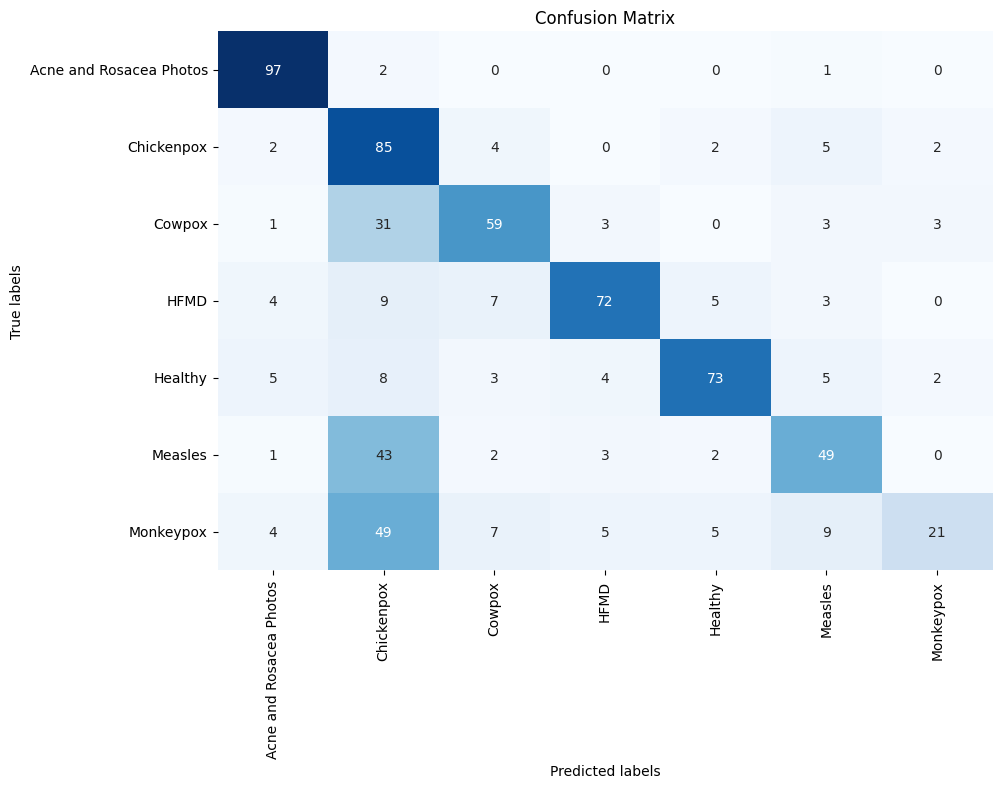 Confusion Matrix
True labels
Acne and Rosacea Photos 97 2 0 0 0 1 0
Chickenpox 2 85 4 0 2 5 2
Cowpox 1 31 59 3 0 3 3
HFMD 4 9 7 72 5 3 0
Healthy 5 8 3 4 73 5 2
Measles 1 43 2 3 2 49 0
Monkeypox 4 49 7 5 5 9 21
Acne and Rosacea Photos
Chickenpox
Cowpox
HFMD
Healthy
Measles
Monkeypox
Predicted labels